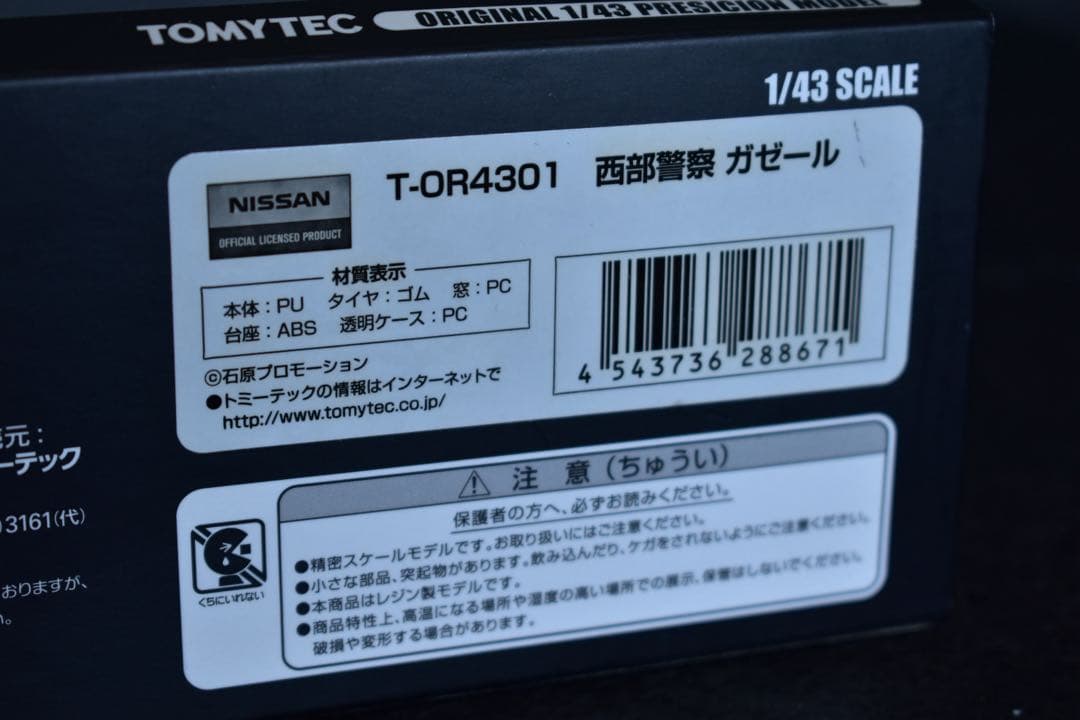 TOMYTEC ORIGINAL 1/43 PRESICION MODEL
1/43 SCALE
NISSAN
OFFICIAL LICENSED PRODUCT
T-OR4301 西部警察 ガゼール
材質表示
本体：PU タイヤ：ゴム 窓：PC
台座：ABS 透明ケース：PC
©石原プロモーション
●トミーテックの情報はインターネットで
http://www.tomytec.co.jp/
4 543736 288671
元：
ーテック
3161(代)
おりますが、
い。
⚠ 注 意（ちゅうい）
保護者の方へ、必ずお読みください。
●精密スケールモデルです。お取り扱いにはご注意ください。
●小さな部品、突起物があります。飲み込んだり、ケガをされないようにご注意ください。
●本商品はレジン製モデルです。
●商品特性上、高温になる場所や湿度の高い場所での展示、保管はしないでください。
破損や変形する場合があります。
くちにいれない